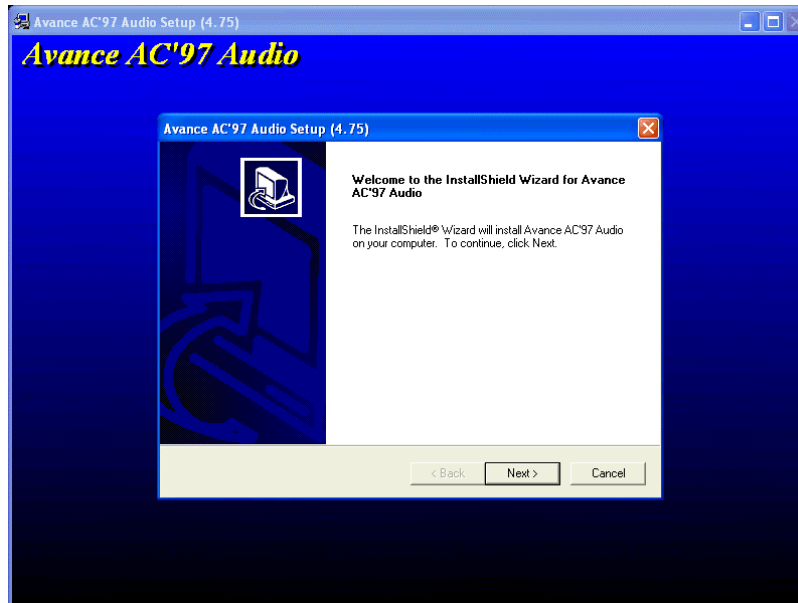 Avance AC'97 Audio Setup (4.75)
Avance AC'97 Audio
Avance AC'97 Audio Setup (4.75)
Welcome to the InstallShield Wizard for Avance
AC'97 Audio
The InstallShield® Wizard will install Avance AC'97 Audio
on your computer. To continue, click Next.
< Back
Next >
Cancel